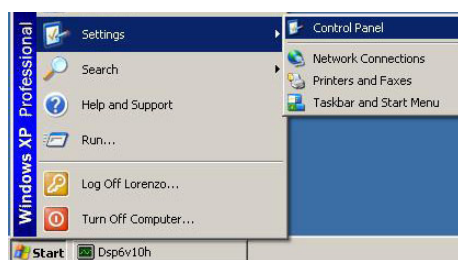 Windows XP Professional
Settings
Search
Help and Support
Run...
Log Off Lorenzo...
Turn Off Computer...
Control Panel
Network Connections
Printers and Faxes
Taskbar and Start Menu
Start
Dsp6v10h